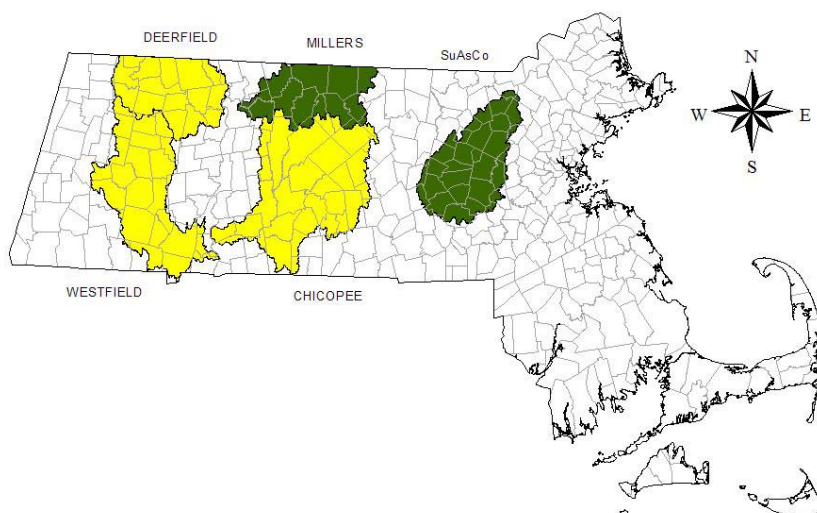 DEERFIELD
MILLERS
SuAsCo
N
W
E
S
WESTFIELD
CHICOPEE